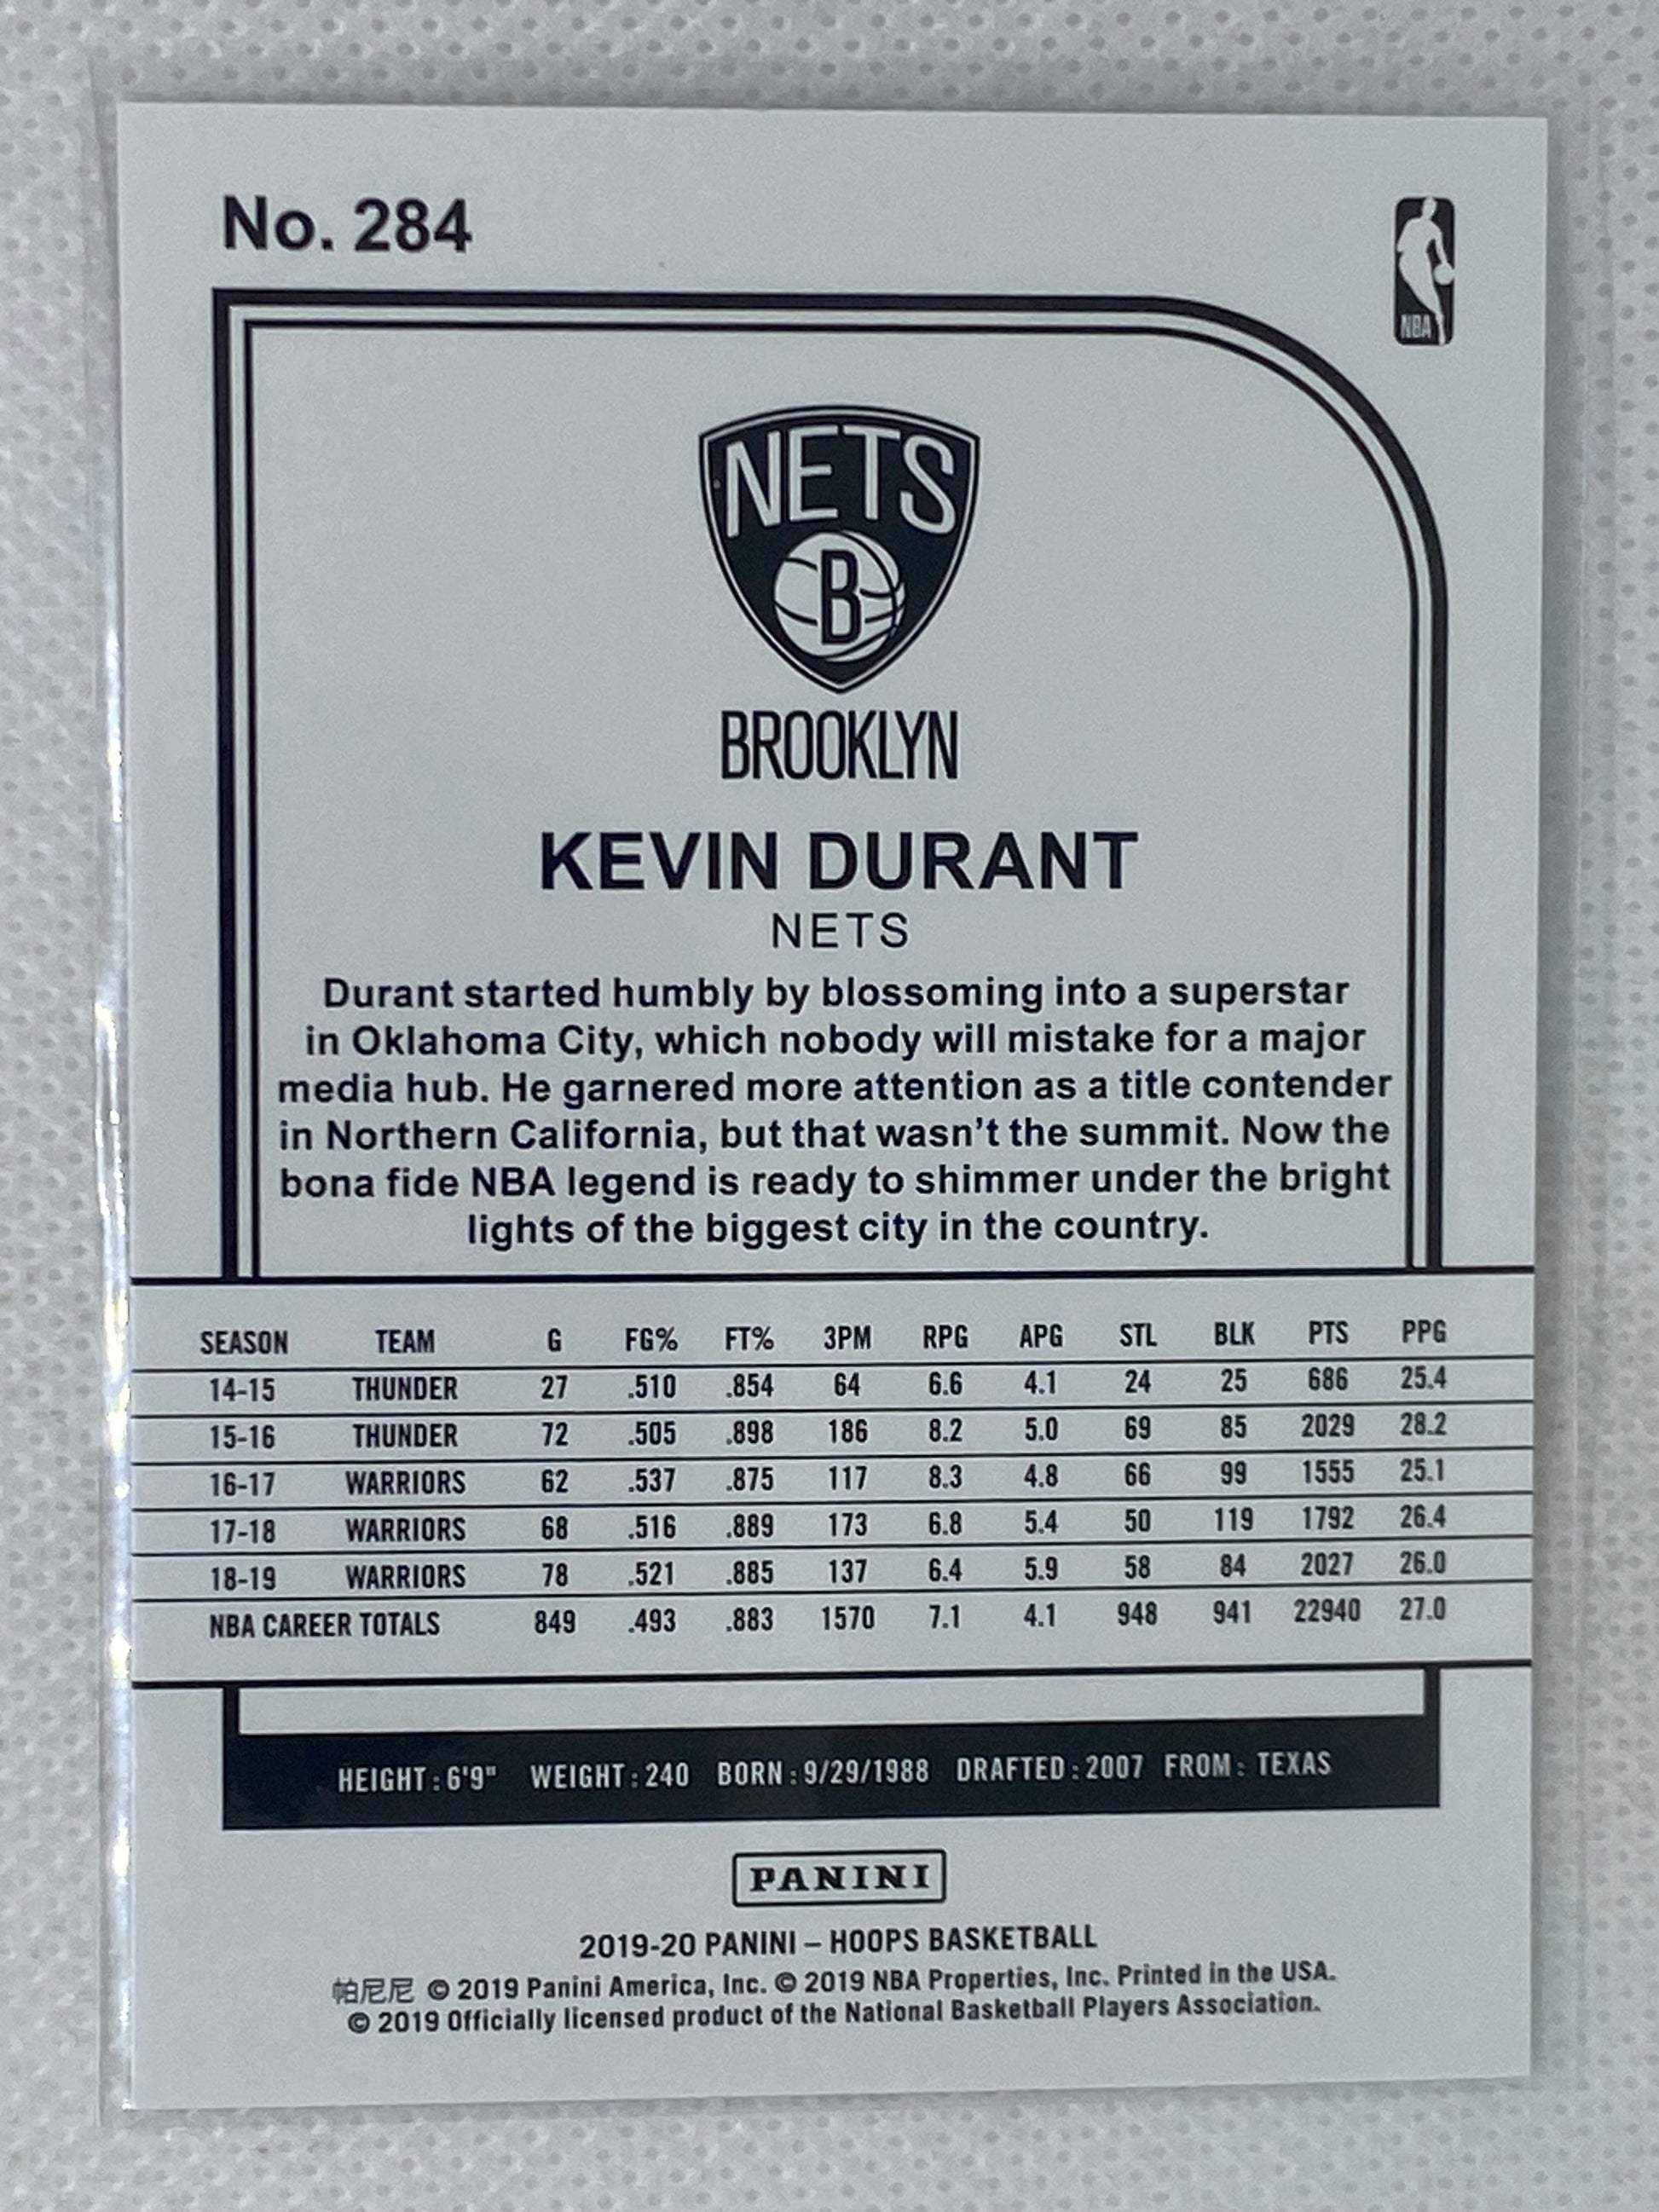 No. 284
NBA
NETS
B
BROOKLYN
KEVIN DURANT
NETS
Durant started humbly by blossoming into a superstar
in Oklahoma City, which nobody will mistake for a major
media hub. He garnered more attention as a title contender
in Northern California, but that wasn't the summit. Now the
bona fide NBA legend is ready to shimmer under the bright
lights of the biggest city in the country.
SEASON TEAM G FG% FT% 3PM RPG APG STL BLK PTS PPG
14-15 THUNDER 27 .510 .854 64 6.6 4.1 24 25 686 25.4
15-16 THUNDER 72 .505 .898 186 8.2 5.0 69 85 2029 28.2
16-17 WARRIORS 62 .537 .875 117 8.3 4.8 66 99 1555 25.1
17-18 WARRIORS 68 .516 .889 173 6.8 5.4 50 119 1792 26.4
18-19 WARRIORS 78 .521 .885 137 6.4 5.9 58 84 2027 26.0
NBA CAREER TOTALS 849 .493 .883 1570 7.1 4.1 948 941 22940 27.0
HEIGHT: 6'9" WEIGHT: 240 BORN: 9/29/1988 DRAFTED: 2007 FROM: TEXAS
PANINI
2019-20 PANINI – HOOPS BASKETBALL
帕尼尼 © 2019 Panini America, Inc. © 2019 NBA Properties, Inc. Printed in the USA.
© 2019 Officially licensed product of the National Basketball Players Association.